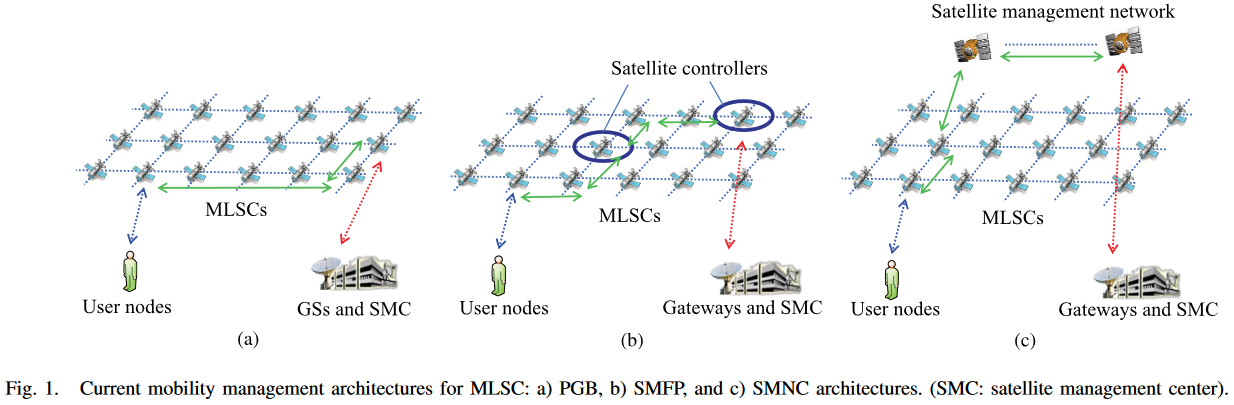 Satellite management network
Satellite controllers
MLSCs
MLSCs
MLSCs
User nodes
GSs and SMC
User nodes
Gateways and SMC
User nodes
Gateways and SMC
(a)
(b)
(c)
Fig. 1. Current mobility management architectures for MLSC: a) PGB, b) SMFP, and c) SMNC architectures. (SMC: satellite management center).